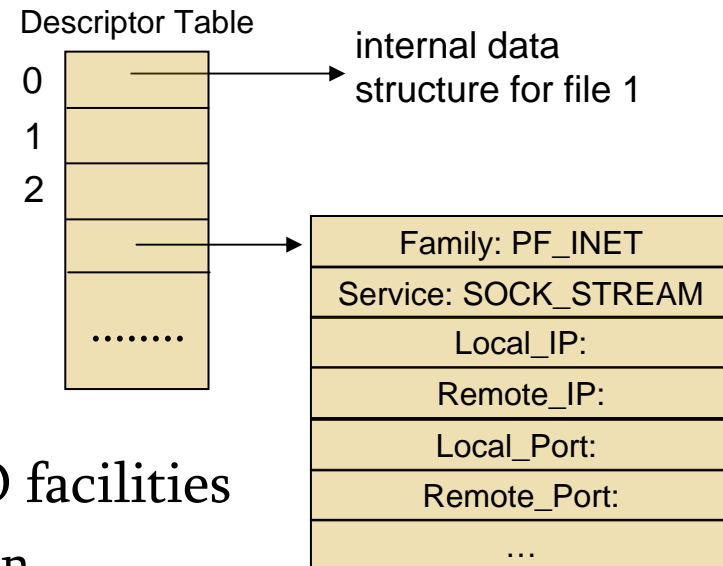 Descriptor Table
internal data
structure for file 1
0
1
2
Family: PF_INET
Service: SOCK_STREAM
Local_IP:
Remote_IP:
Local_Port:
Remote_Port:
…
........
facilities